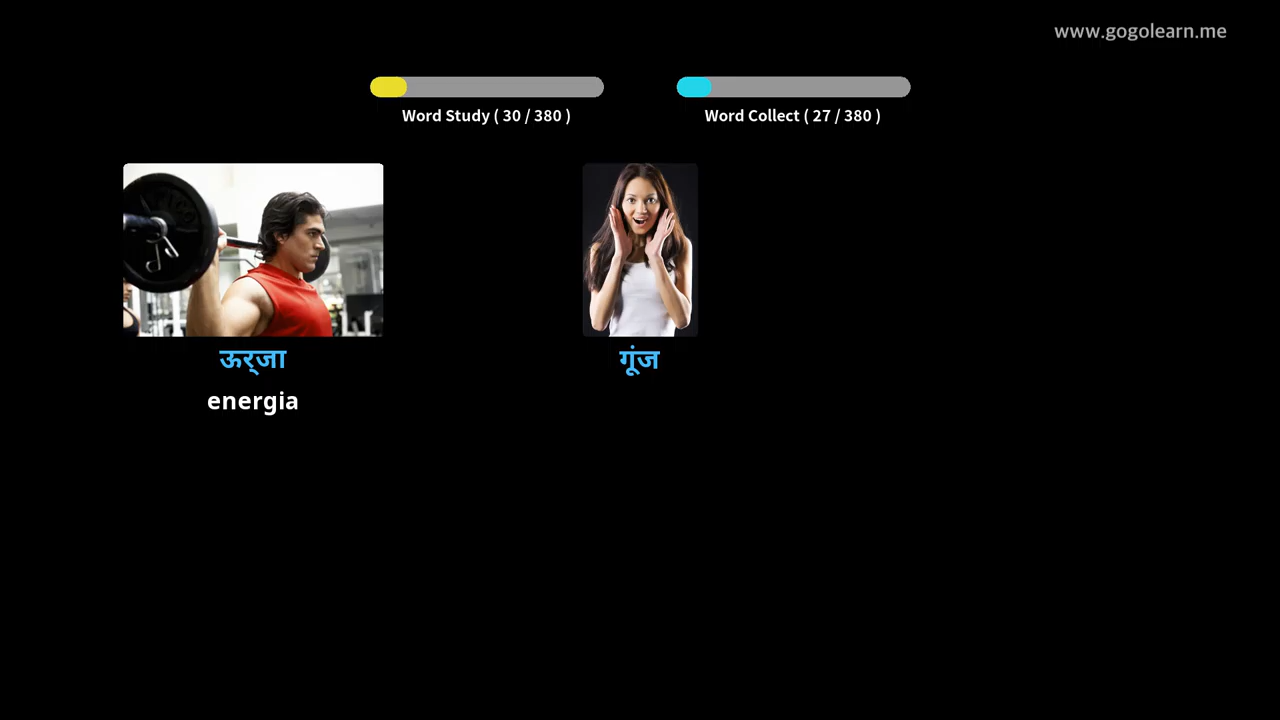 www.gogolearn.me
Word Study ( 30 / 380 )
Word Collect ( 27 / 380 )
ऊर्जा
energia
गूंज